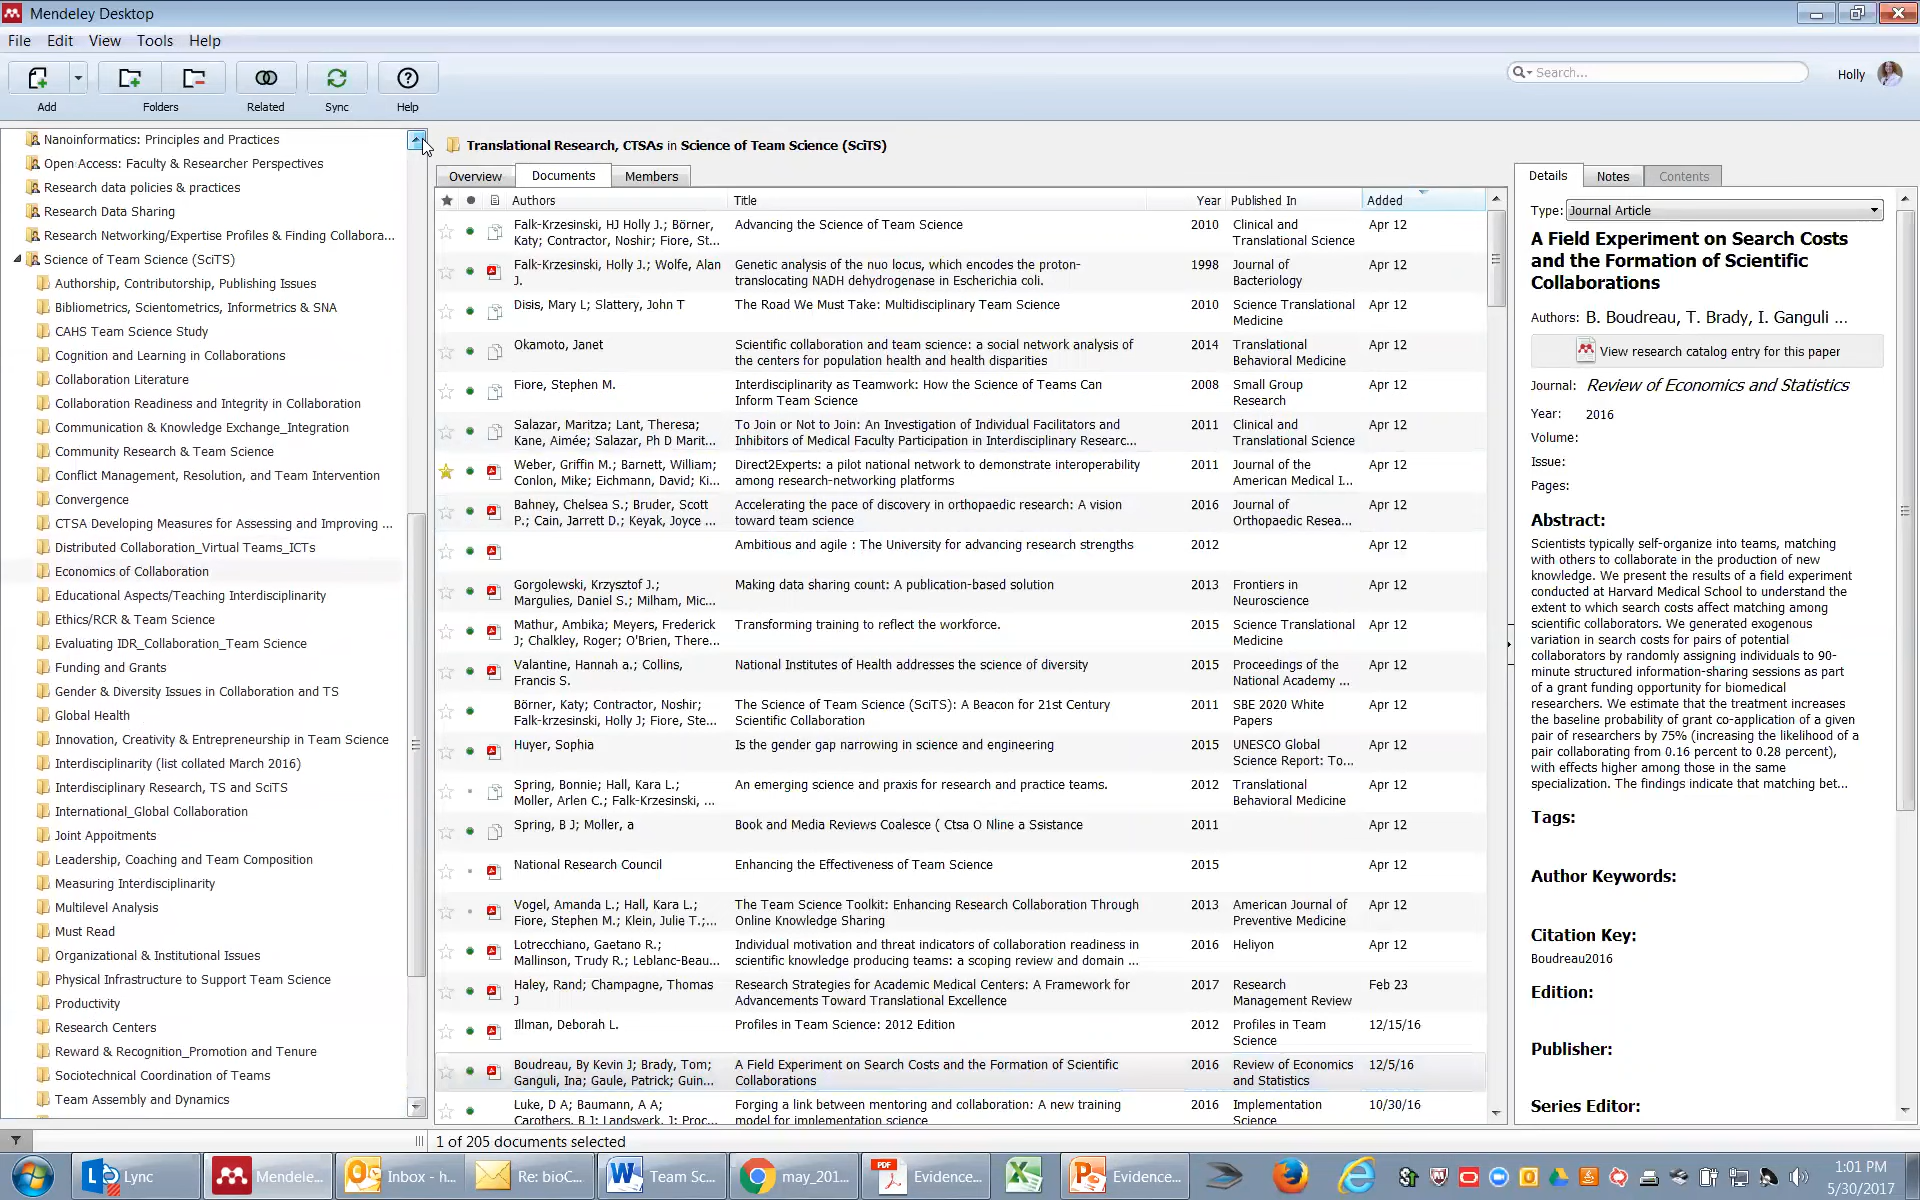 Mendeley Desktop
File Edit View Tools Help
Search...
Holly
Add Folders Related Sync Help
Nanoinformatics: Principles and Practices
Open Access: Faculty & Researcher Perspectives
Research data policies & practices
Research Data Sharing
Research Networking/Expertise Profiles & Finding Collabora...
Science of Team Science (SciTS)
Authorship, Contributorship, Publishing Issues
Bibliometrics, Scientometrics, Informetrics & SNA
CAHS Team Science Study
Cognition and Learning in Collaborations
Collaboration Literature
Collaboration Readiness and Integrity in Collaboration
Communication & Knowledge Exchange_Integration
Community Research & Team Science
Conflict Management, Resolution, and Team Intervention
Convergence
CTSA Developing Measures for Assessing and Improving ...
Distributed Collaboration_Virtual Teams_ICTs
Economics of Collaboration
Educational Aspects/Teaching Interdisciplinarity
Ethics/RCR & Team Science
Evaluating IDR_Collaboration_Team Science
Funding and Grants
Gender & Diversity Issues in Collaboration and TS
Global Health
Innovation, Creativity & Entrepreneurship in Team Science
Interdisciplinarity (list collated March 2016)
Interdisciplinary Research, TS and SciTS
International_Global Collaboration
Joint Appoitments
Leadership, Coaching and Team Composition
Measuring Interdisciplinarity
Multilevel Analysis
Must Read
Organizational & Institutional Issues
Physical Infrastructure to Support Team Science
Productivity
Research Centers
Reward & Recognition_Promotion and Tenure
Sociotechnical Coordination of Teams
Team Assembly and Dynamics
Translational Research, CTSAs in Science of Team Science (SciTS)
Overview Documents Members
Authors Title Year Published In Added
Falk-Krzesinski, HJ Holly J.; Börner, Advancing the Science of Team Science 2010 Clinical and Apr 12
Katy; Contractor, Noshir; Fiore, St... Translational Science
Falk-Krzesinski, Holly J.; Wolfe, Alan Genetic analysis of the nuo locus, which encodes the proton- 1998 Journal of Apr 12
J. translocating NADH dehydrogenase in Escherichia coli. Bacteriology
Disis, Mary L; Slattery, John T The Road We Must Take: Multidisciplinary Team Science 2010 Science Translational Apr 12
Medicine
Okamoto, Janet Scientific collaboration and team science: a social network analysis of 2014 Translational Apr 12
the centers for population health and health disparities Behavioral Medicine
Fiore, Stephen M. Interdisciplinarity as Teamwork: How the Science of Teams Can 2008 Small Group Apr 12
Inform Team Science Research
Salazar, Maritza; Lant, Theresa; To Join or Not to Join: An Investigation of Individual Facilitators and 2011 Clinical and Apr 12
Kane, Aimée; Salazar, Ph D Marit... Inhibitors of Medical Faculty Participation in Interdisciplinary Researc... Translational Science
Weber, Griffin M.; Barnett, William; Direct2Experts: a pilot national network to demonstrate interoperability 2011 Journal of the Apr 12
Conlon, Mike; Eichmann, David; Ki... among research-networking platforms American Medical I...
Bahney, Chelsea S.; Bruder, Scott Accelerating the pace of discovery in orthopaedic research: A vision 2016 Journal of Apr 12
P.; Cain, Jarrett D.; Keyak, Joyce ... toward team science Orthopaedic Resea...
Ambitious and agile : The University for advancing research strengths 2012 Apr 12
Gorgolewski, Krzysztof J.; Making data sharing count: A publication-based solution 2013 Frontiers in Apr 12
Margulies, Daniel S.; Milham, Mic... Neuroscience
Mathur, Ambika; Meyers, Frederick Transforming training to reflect the workforce. 2015 Science Translational Apr 12
J; Chalkley, Roger; O'Brien, There... Medicine
Valantine, Hannah a.; Collins, National Institutes of Health addresses the science of diversity 2015 Proceedings of the Apr 12
Francis S. National Academy ...
Börner, Katy; Contractor, Noshir; The Science of Team Science (SciTS): A Beacon for 21st Century 2011 SBE 2020 White Apr 12
Falk-krzesinski, Holly J; Fiore, Ste... Scientific Collaboration Papers
Huyer, Sophia Is the gender gap narrowing in science and engineering 2015 UNESCO Global Apr 12
Science Report: To...
Spring, Bonnie; Hall, Kara L.; An emerging science and praxis for research and practice teams. 2012 Translational Apr 12
Moller, Arlen C.; Falk-Krzesinski, ... Behavioral Medicine
Spring, B J; Moller, a Book and Media Reviews Coalesce ( Ctsa O Nline a Ssistance 2011 Apr 12
National Research Council Enhancing the Effectiveness of Team Science 2015 Apr 12
Vogel, Amanda L.; Hall, Kara L.; The Team Science Toolkit: Enhancing Research Collaboration Through 2013 American Journal of Apr 12
Fiore, Stephen M.; Klein, Julie T.;... Online Knowledge Sharing Preventive Medicine
Lotrecchiano, Gaetano R.; Individual motivation and threat indicators of collaboration readiness in 2016 Heliyon Apr 12
Mallinson, Trudy R.; Leblanc-Beau... scientific knowledge producing teams: a scoping review and domain ...
Haley, Rand; Champagne, Thomas Research Strategies for Academic Medical Centers: A Framework for 2017 Research Feb 23
J Advancements Toward Translational Excellence Management Review
Illman, Deborah L. Profiles in Team Science: 2012 Edition 2012 Profiles in Team 12/15/16
Science
Boudreau, By Kevin J; Brady, Tom; A Field Experiment on Search Costs and the Formation of Scientific 2016 Review of Economics 12/5/16
Ganguli, Ina; Gaule, Patrick; Guin... Collaborations and Statistics
Luke, D A; Baumann, A A; Forging a link between mentoring and collaboration: A new training 2016 Implementation 10/30/16
Carothers, B J; Landsverk, J; Proc... model for implementation science Science
Details Notes Contents
Type: Journal Article
A Field Experiment on Search Costs
and the Formation of Scientific
Collaborations
Authors: B. Boudreau, T. Brady, I. Ganguli ...
View research catalog entry for this paper
Journal: Review of Economics and Statistics
Year: 2016
Volume:
Issue:
Pages:
Abstract:
Scientists typically self-organize into teams, matching
with others to collaborate in the production of new
knowledge. We present the results of a field experiment
conducted at Harvard Medical School to understand the
extent to which search costs affect matching among
scientific collaborators. We generated exogenous
variation in search costs for pairs of potential
collaborators by randomly assigning individuals to 90-
minute structured information-sharing sessions as part
of a grant funding opportunity for biomedical
researchers. We estimate that the treatment increases
the baseline probability of grant co-application of a given
pair of researchers by 75% (increasing the likelihood of a
pair collaborating from 0.16 percent to 0.28 percent),
with effects higher among those in the same
specialization. The findings indicate that matching bet...
Tags:
Author Keywords:
Citation Key:
Boudreau2016
Edition:
Publisher:
Series Editor:
1 of 205 documents selected
Lync Mendele... Inbox - h... Re: bioC... Team Sc... may_201... PDF Evidence... Evidence...
1:01 PM
5/30/2017